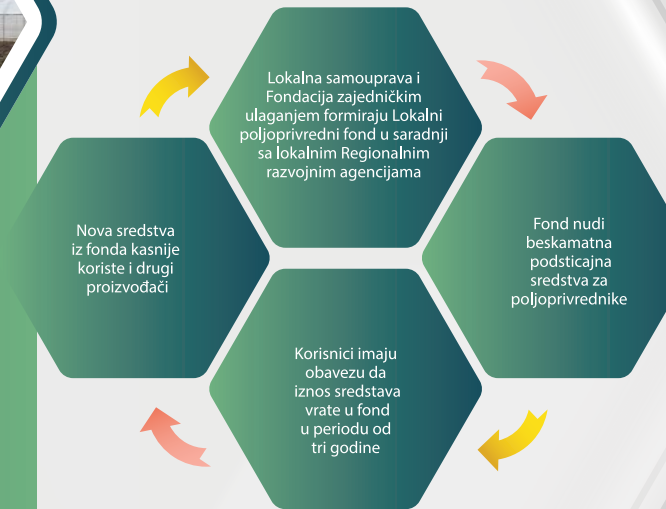 Lokalna samouprava i
Fondacija zajedničkim
ulaganjem formiraju Lokalni
poljoprivredni fond u saradnji
sa lokalnim Regionalnim
razvojnim agencijama
Fond nudi
beskamatna
podsticajna
sredstva za
poljoprivrednike
Korisnici imaju
obavezu da
iznos sredstava
vrate u fond
u periodu od
tri godine
Nova sredstva
iz fonda kasnije
koriste i drugi
proizvođači